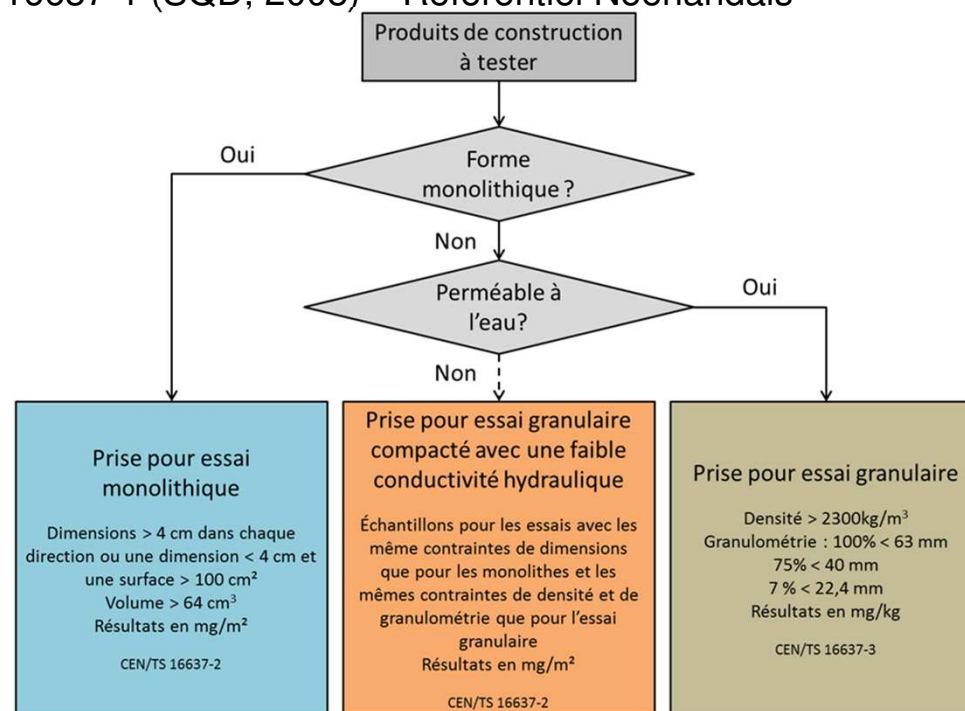 16637-1 (SQD, 2008) – Référentiel Néerlandais
Produits de construction
à tester
Oui
Forme
monolithique ?
Non
Perméable à
l'eau?
Oui
Non
Prise pour essai
monolithique
Dimensions > 4 cm dans chaque
direction ou une dimension < 4 cm et
une surface > 100 cm²
Volume > 64 cm³
Résultats en mg/m²
CEN/TS 16637-2
Prise pour essai granulaire
compacté avec une faible
conductivité hydraulique
Échantillons pour les essais avec les
même contraintes de dimensions
que pour les monolithes et les
mêmes contraintes de densité et de
granulométrie que pour l'essai
granulaire
Résultats en mg/m²
CEN/TS 16637-2
Prise pour essai granulaire
Densité > 2300kg/m³
Granulométrie : 100% < 63 mm
75% < 40 mm
7 % < 22,4 mm
Résultats en mg/kg
CEN/TS 16637-3